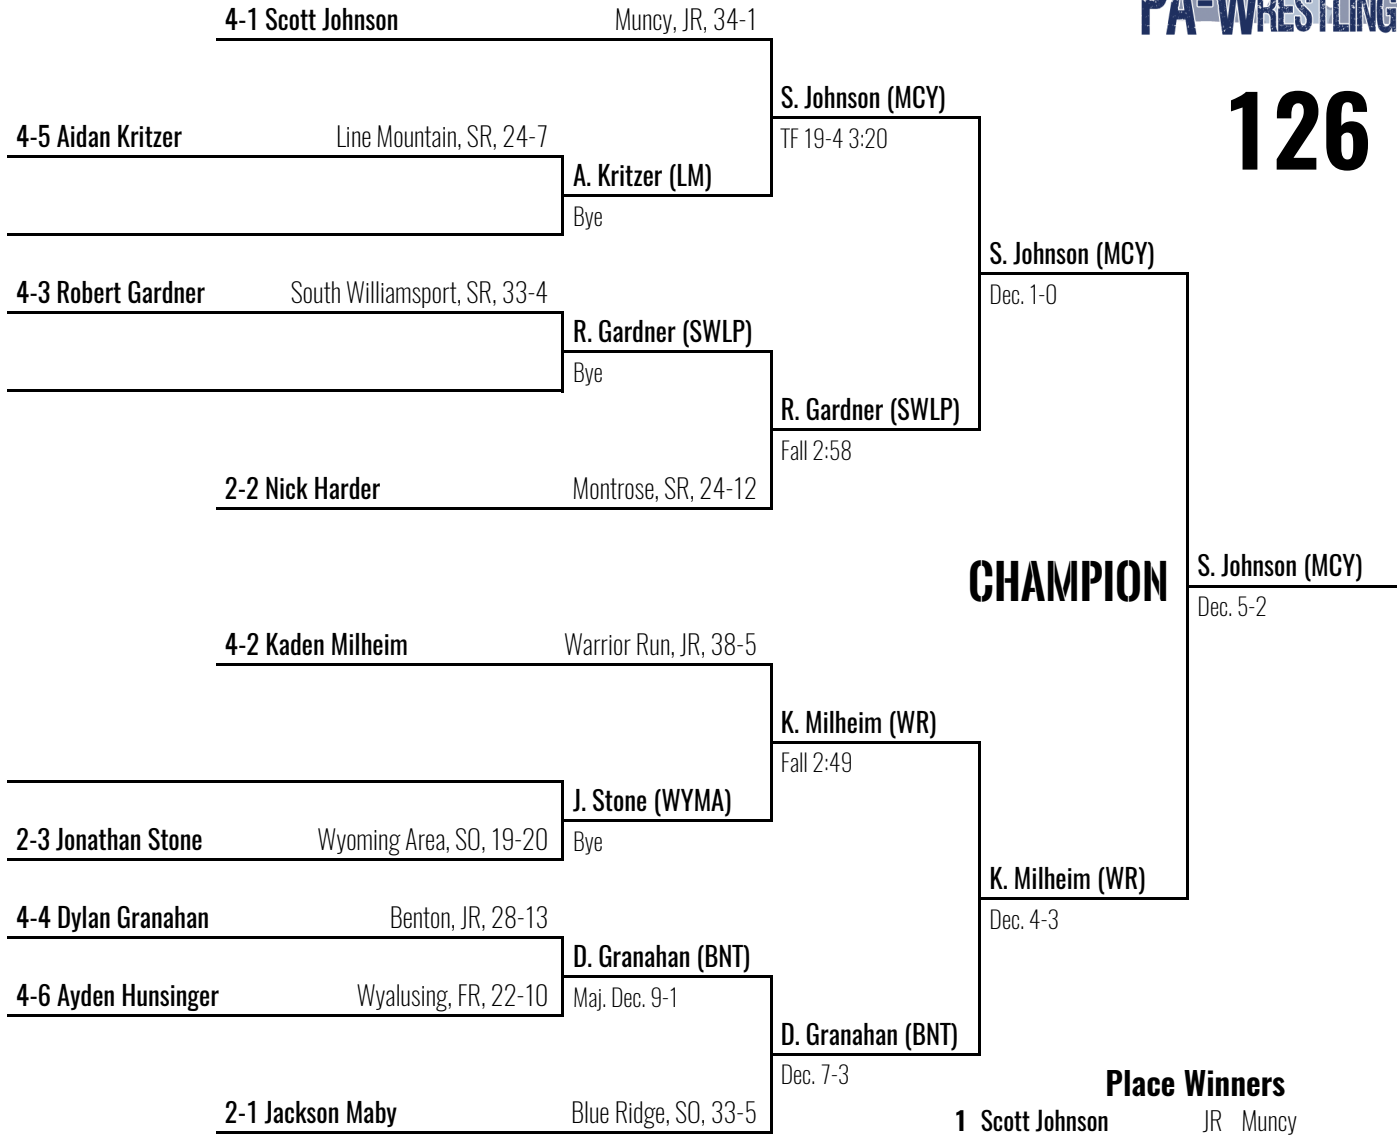 4-1 Scott Johnson Muncy, JR, 34-1
PA-WRESTLING
S. Johnson (MCY)
126
4-5 Aidan Kritzer Line Mountain, SR, 24-7
TF 19-4 3:20
A. Kritzer (LM)
Bye
S. Johnson (MCY)
4-3 Robert Gardner South Williamsport, SR, 33-4
Dec. 1-0
R. Gardner (SWLP)
Bye
R. Gardner (SWLP)
Fall 2:58
2-2 Nick Harder Montrose, SR, 24-12
CHAMPION
S. Johnson (MCY)
Dec. 5-2
4-2 Kaden Milheim Warrior Run, JR, 38-5
K. Milheim (WR)
Fall 2:49
J. Stone (WYMA)
2-3 Jonathan Stone Wyoming Area, SO, 19-20
Bye
K. Milheim (WR)
4-4 Dylan Granahan Benton, JR, 28-13
Dec. 4-3
D. Granahan (BNT)
4-6 Ayden Hunsinger Wyalusing, FR, 22-10
Maj. Dec. 9-1
D. Granahan (BNT)
Dec. 7-3
Place Winners
2-1 Jackson Maby Blue Ridge, SO, 33-5
1 Scott Johnson JR Muncy